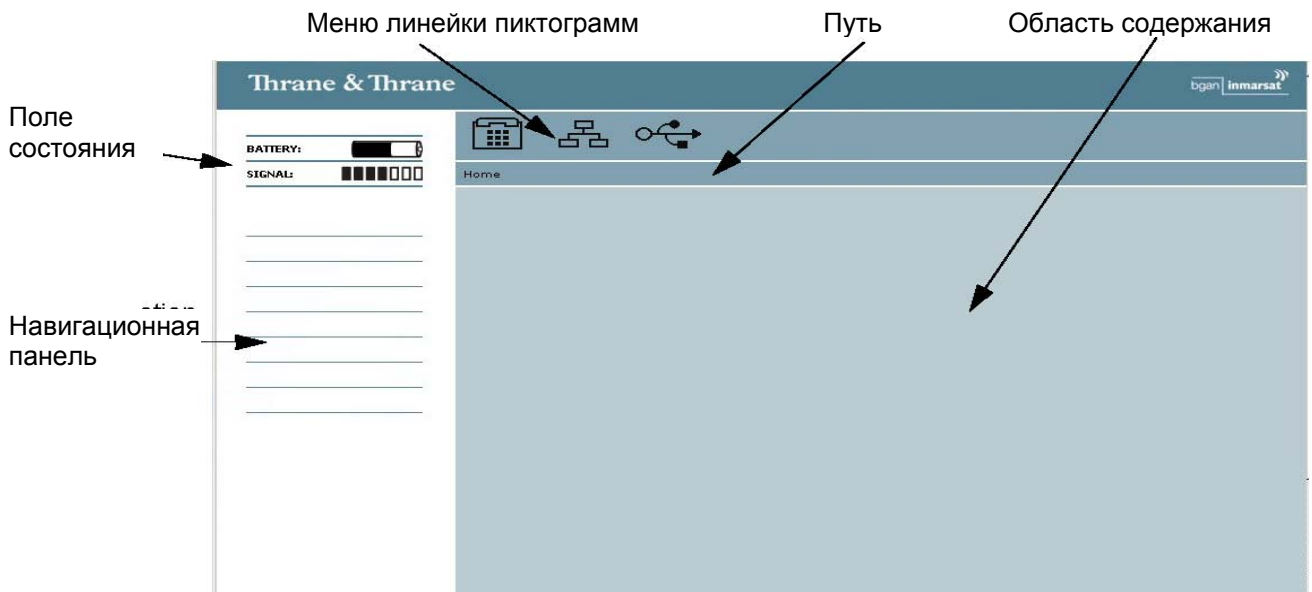 Меню линейки пиктограмм
Путь
Область содержания
Thrane & Thrane
bgan inmarsat
Поле
состояния
BATTERY:
SIGNAL:
Home
Навигационная
панель